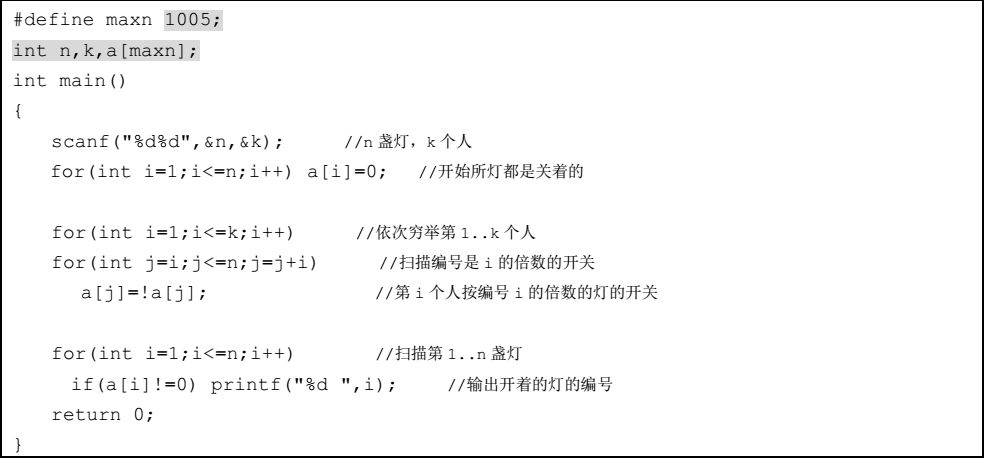 #define maxn 1005;
int n,k,a[maxn];
int main()
{
scanf("%d%d",&n,&k); //n 盏灯，k 个人
for(int i=1;i<=n;i++) a[i]=0; //开始所灯都是关着的
for(int i=1;i<=k;i++) //依次穷举第 1..k 个人
for(int j=i;j<=n;j=j+i) //扫描编号是 i 的倍数的开关
a[j]=!a[j]; //第 i 个人按编号 i 的倍数的灯的开关
for(int i=1;i<=n;i++) //扫描第 1..n 盏灯
if(a[i]!=0) printf("%d ",i); //输出开着的灯的编号
return 0;
}